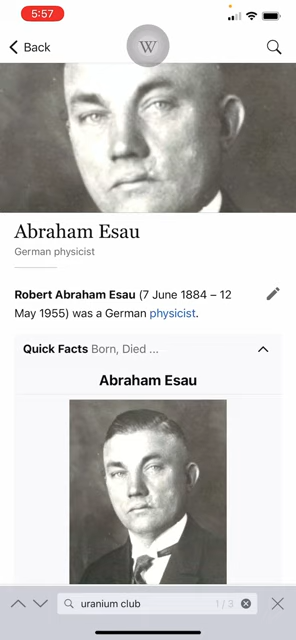 5:57
Back
W
Abraham Esau
German physicist
Robert Abraham Esau (7 June 1884 – 12
May 1955) was a German physicist.
Quick Facts Born, Died ...
Abraham Esau
uranium club 1 / 3